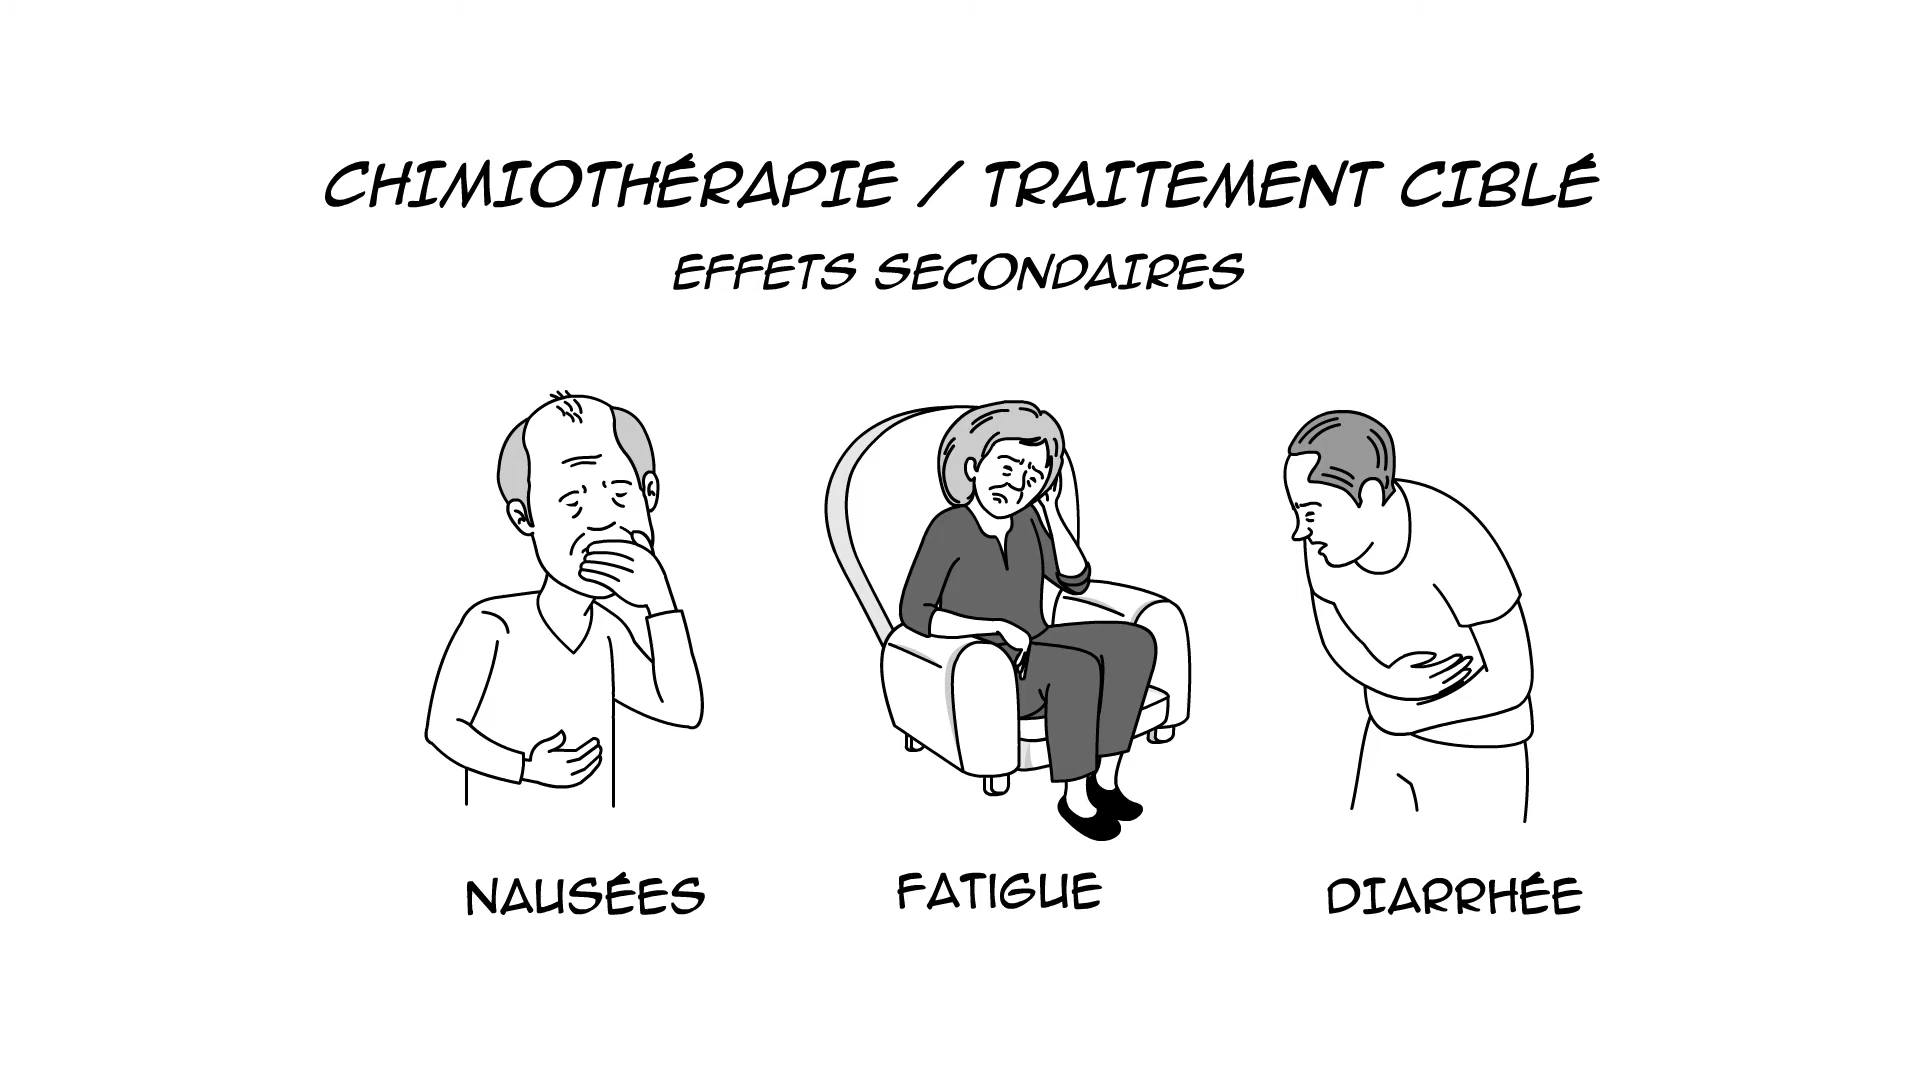 CHIMIOTHÉRAPIE / TRAITEMENT CIBLÉ
EFFETS SECONDAIRES
NAUSÉES
FATIGUE
DIARRHÉE